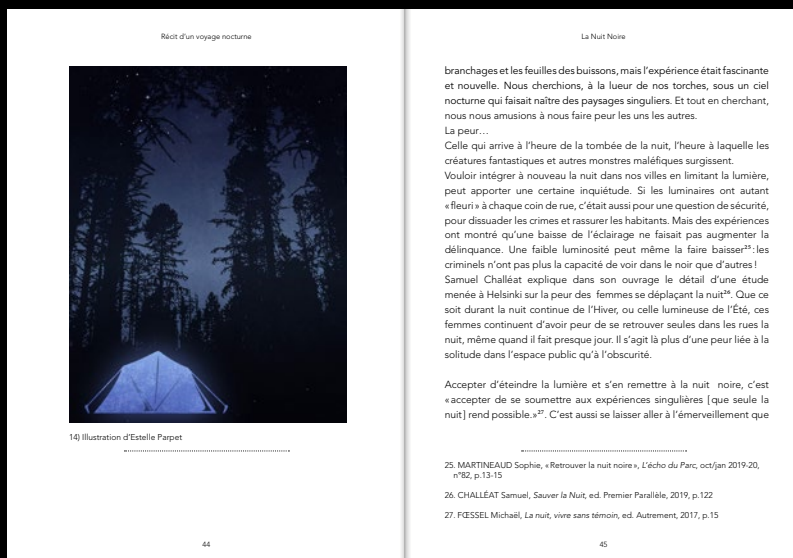 Récit d'un voyage nocturne
14) Illustration d'Estelle Parpet
44
La Nuit Noire
branchages et les feuilles des buissons, mais l'expérience était fascinante
et nouvelle. Nous cherchions, à la lueur de nos torches, sous un ciel
nocturne qui faisait naître des paysages singuliers. Et tout en cherchant,
nous nous amusions à nous faire peur les uns les autres.
La peur...
Celle qui arrive à l'heure de la tombée de la nuit, l'heure à laquelle les
créatures fantastiques et autres monstres maléfiques surgissent.
Vouloir intégrer à nouveau la nuit dans nos villes en limitant la lumière,
peut apporter une certaine inquiétude. Si les luminaires ont autant
«fleuri» à chaque coin de rue, c'était aussi pour une question de sécurité,
pour dissuader les crimes et rassurer les habitants. Mais des expériences
ont montré qu'une baisse de l'éclairage ne faisait pas augmenter la
délinquance. Une faible luminosité peut même la faire baisser²⁵: les
criminels n'ont pas plus la capacité de voir dans le noir que d'autres!
Samuel Challéat explique dans son ouvrage le détail d'une étude
menée à Helsinki sur la peur des femmes se déplaçant la nuit²⁶. Que ce
soit durant la nuit continue de l'Hiver, ou celle lumineuse de l'Été, ces
femmes continuent d'avoir peur de se retrouver seules dans les rues la
nuit, même quand il fait presque jour. Il s'agit là plus d'une peur liée à la
solitude dans l'espace public qu'à l'obscurité.
Accepter d'éteindre la lumière et s'en remettre à la nuit noire, c'est
«accepter de se soumettre aux expériences singulières [que seule la
nuit] rend possible.»²⁷. C'est aussi se laisser aller à l'émerveillement que
25. MARTINEAUD Sophie, «Retrouver la nuit noire», L'écho du Parc, oct/jan 2019-20,
n°82, p.13-15
26. CHALLÉAT Samuel, Sauver la Nuit, ed. Premier Parallèle, 2019, p.122
27. FŒSSEL Michaël, La nuit, vivre sans témoin, ed. Autrement, 2017, p.15
45